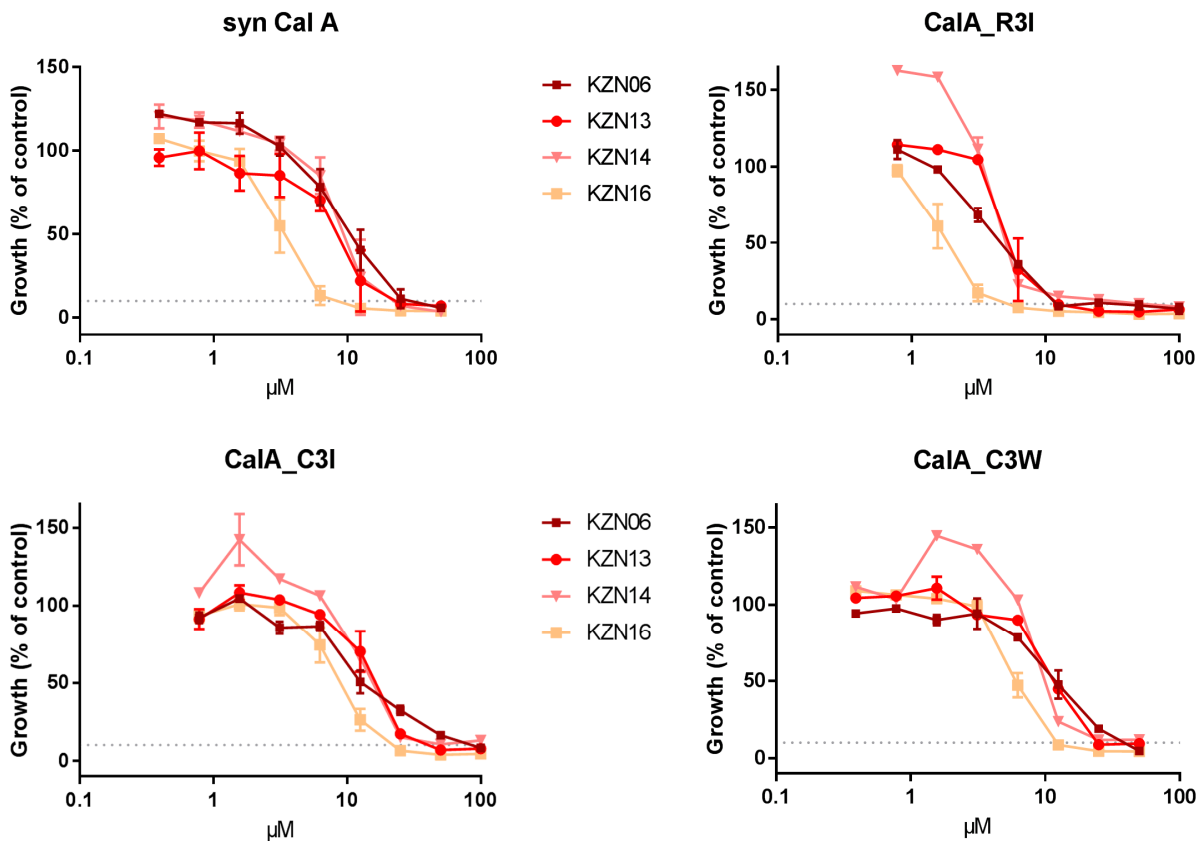 syn Cal A
Growth (% of control)
150
100
50
0
0.1
1
10
100
µM
KZN06
KZN13
KZN14
KZN16
CalA_R3I
Growth (% of control)
150
100
50
0
0.1
1
10
100
µM
CalA_C3I
Growth (% of control)
150
100
50
0
0.1
1
10
100
µM
KZN06
KZN13
KZN14
KZN16
CalA_C3W
Growth (% of control)
150
100
50
0
0.1
1
10
100
µM